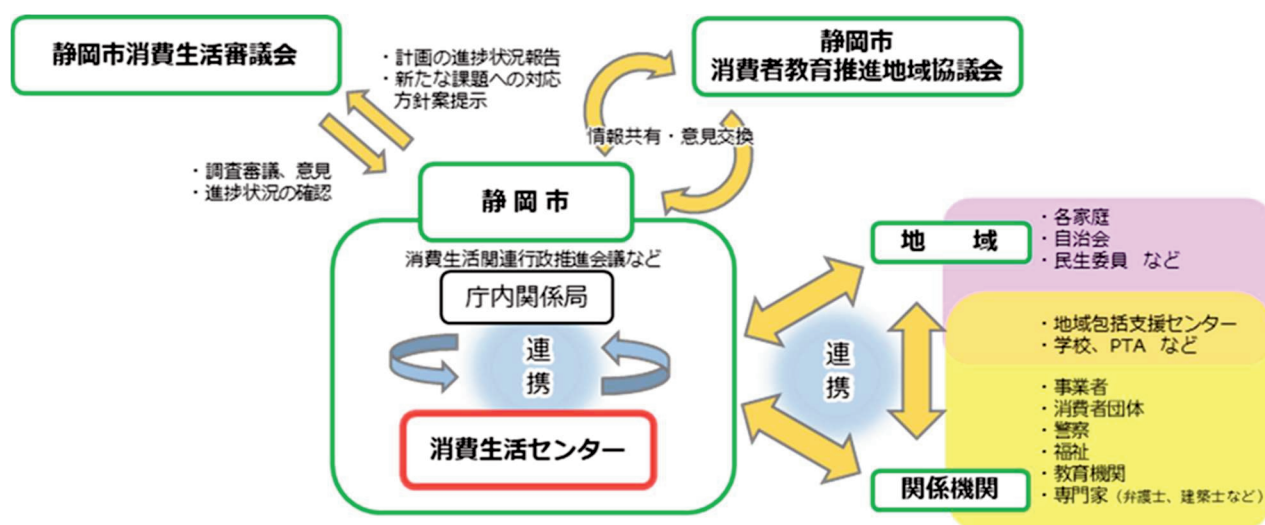 静岡市消費生活審議会
・計画の進捗状況報告
・新たな課題への対応
方針案提示
静岡市
消費者教育推進地域協議会
情報共有・意見交換
・調査審議、意見
・進捗状況の確認
静岡市
消費生活関連行政推進会議など
庁内関係局
連
携
消費生活センター
地　域
・各家庭
・自治会
・民生委員 など
連
携
・地域包括支援センター
・学校、PTA など
・事業者
・消費者団体
・警察
・福祉
・教育機関
・専門家（弁護士、建築士など）
関係機関